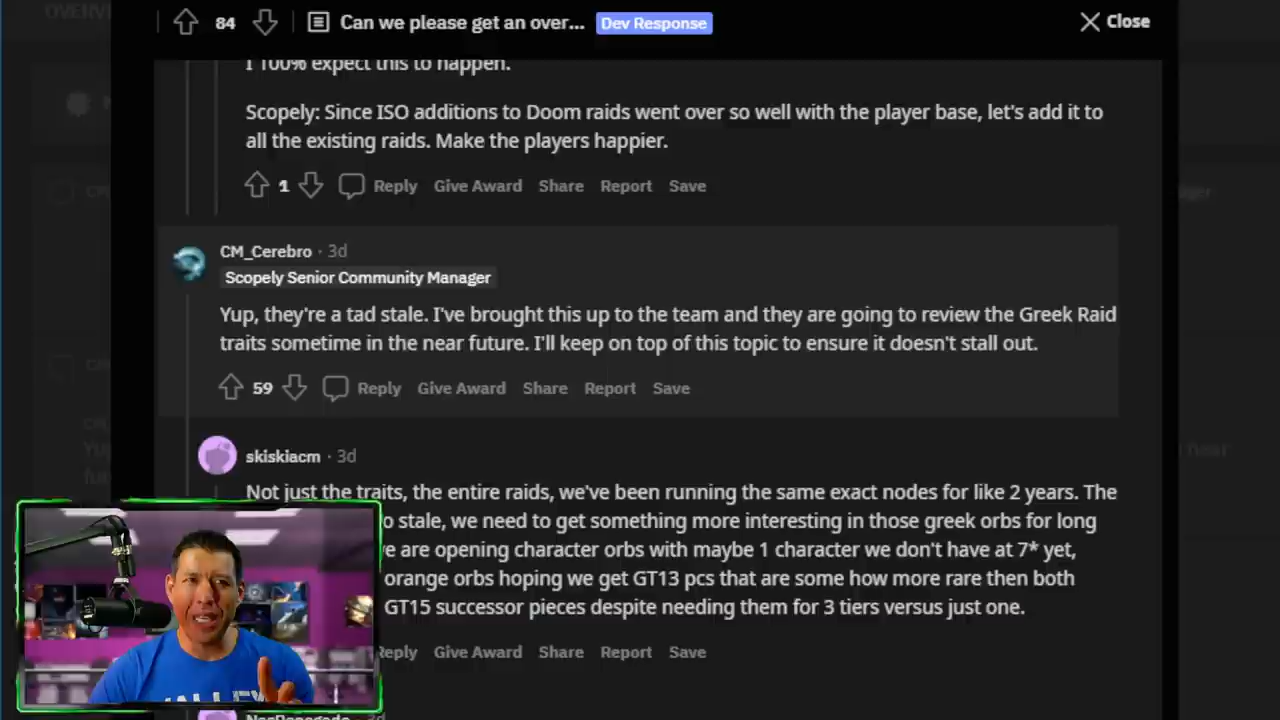 OVERV
84
Can we please get an over...
Dev Response
Close
I 100% expect this to happen.
Scopely: Since ISO additions to Doom raids went over so well with the player base, let's add it to
all the existing raids. Make the players happier.
1 Reply Give Award Share Report Save
CM_Cerebro · 3d
Scopely Senior Community Manager
Yup, they're a tad stale. I've brought this up to the team and they are going to review the Greek Raid
traits sometime in the near future. I'll keep on top of this topic to ensure it doesn't stall out.
59 Reply Give Award Share Report Save
skiskiacm · 3d
Not just the traits, the entire raids, we've been running the same exact nodes for like 2 years. The
o stale, we need to get something more interesting in those greek orbs for long
e are opening character orbs with maybe 1 character we don't have at 7* yet,
orange orbs hoping we get GT13 pcs that are some how more rare then both
GT15 successor pieces despite needing them for 3 tiers versus just one.
Reply Give Award Share Report Save